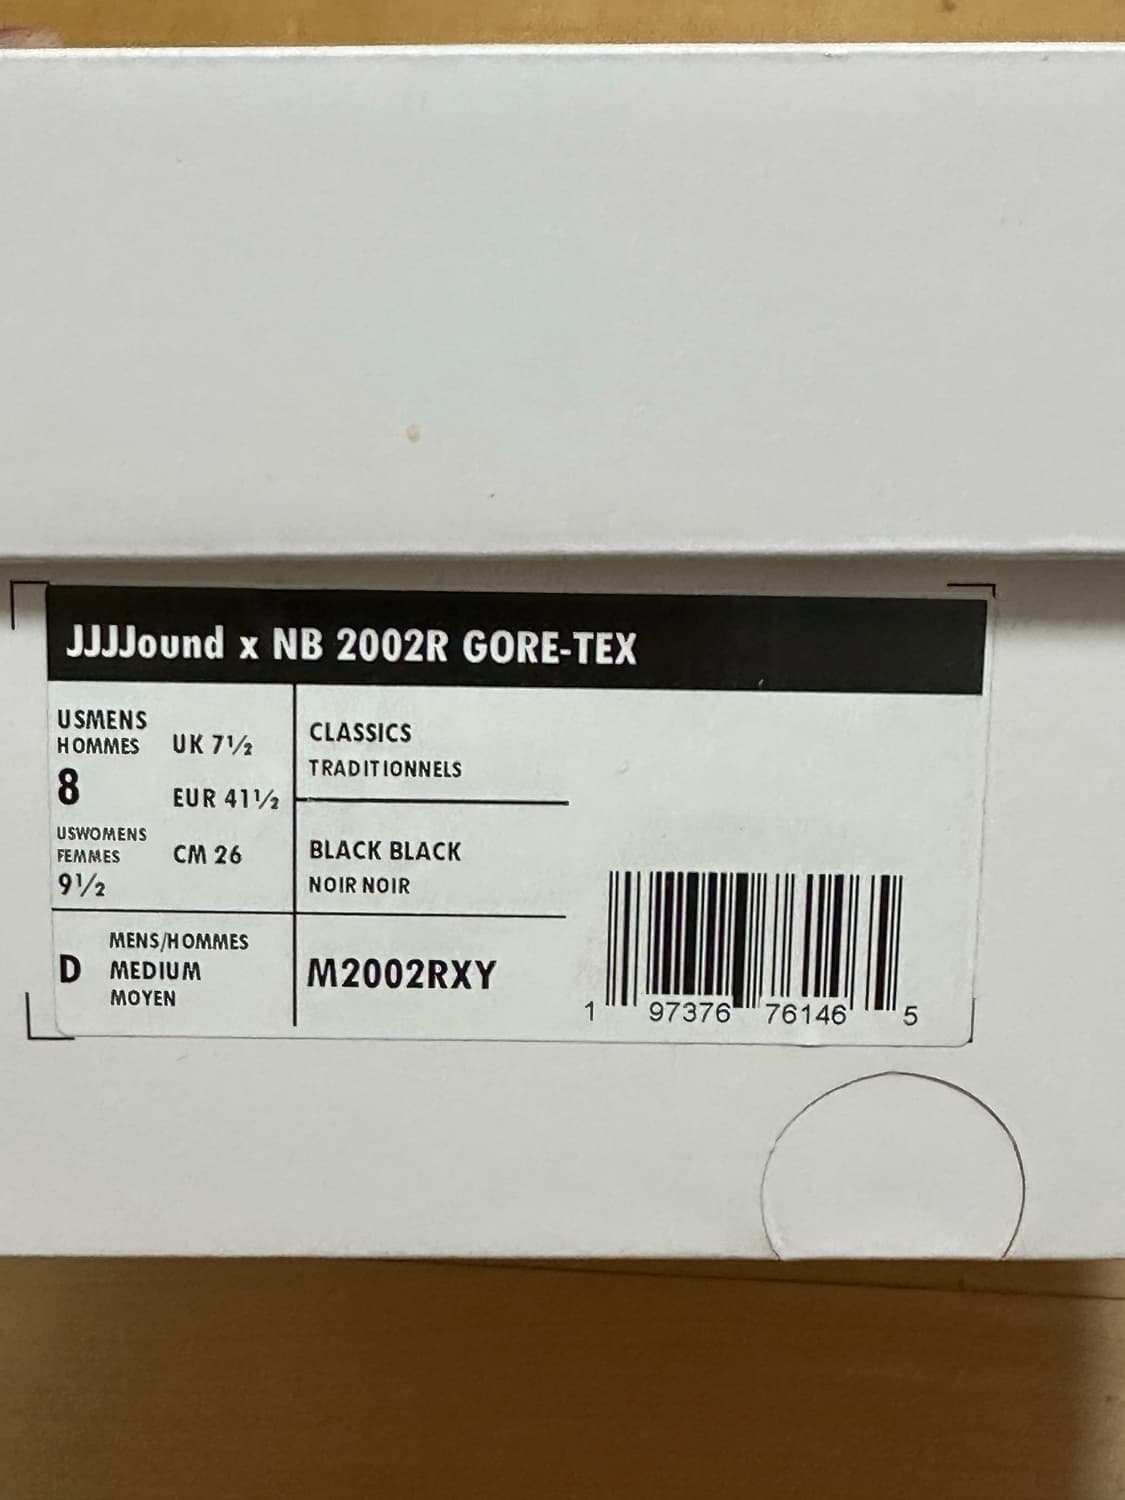 JJJJound x NB 2002R GORE-TEX
USMENS
HOMMES
8
UK 7½
EUR 41½
CM 26
USWOMENS
FEMMES
9½
CLASSICS
TRADITIONNELS
BLACK BLACK
NOIR NOIR
D
MENS/HOMMES
MEDIUM
MOYEN
M2002RXY
1 97376 76146 5